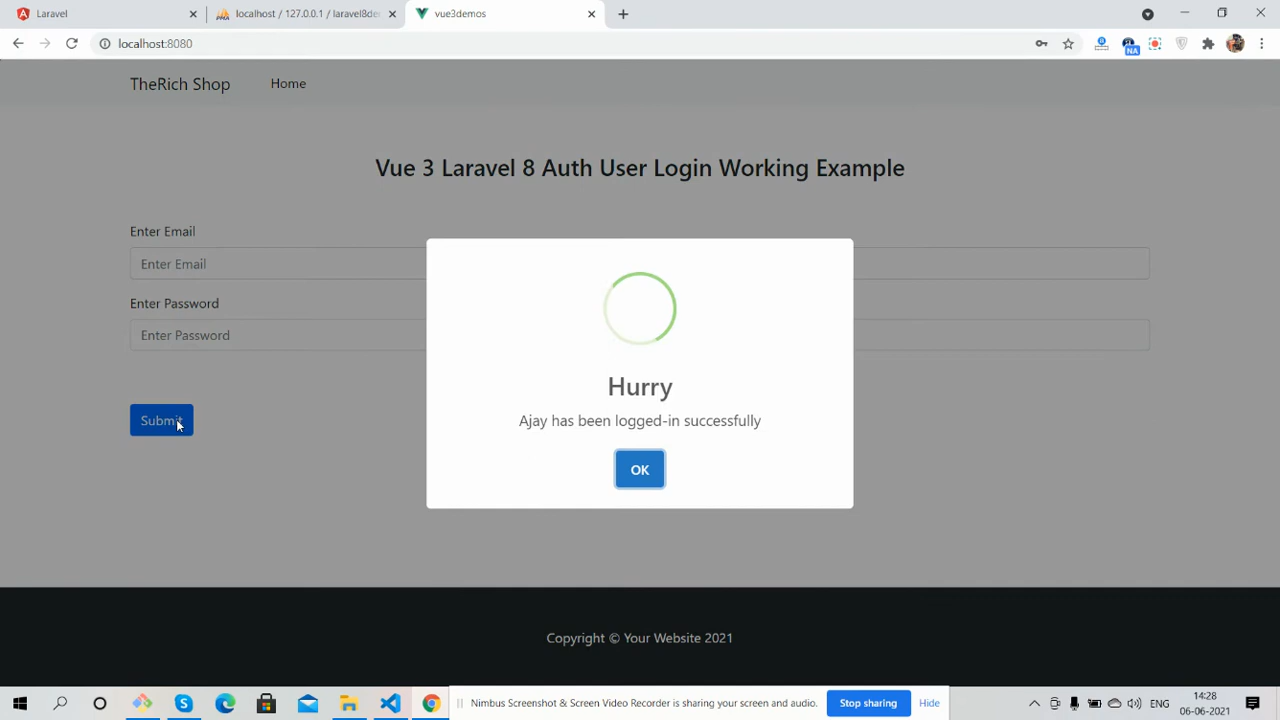 Laravel
localhost / 127.0.0.1 / laravel8de
vue3demos
localhost:8080
NA
TheRich Shop
Home
Vue 3 Laravel 8 Auth User Login Working Example
Enter Email
Enter Email
Enter Password
Enter Password
Submit
Hurry
Ajay has been logged-in successfully
OK
Copyright © Your Website 2021
Nimbus Screenshot & Screen Video Recorder is sharing your screen and audio.
Stop sharing
Hide
ENG
14:28
06-06-2021